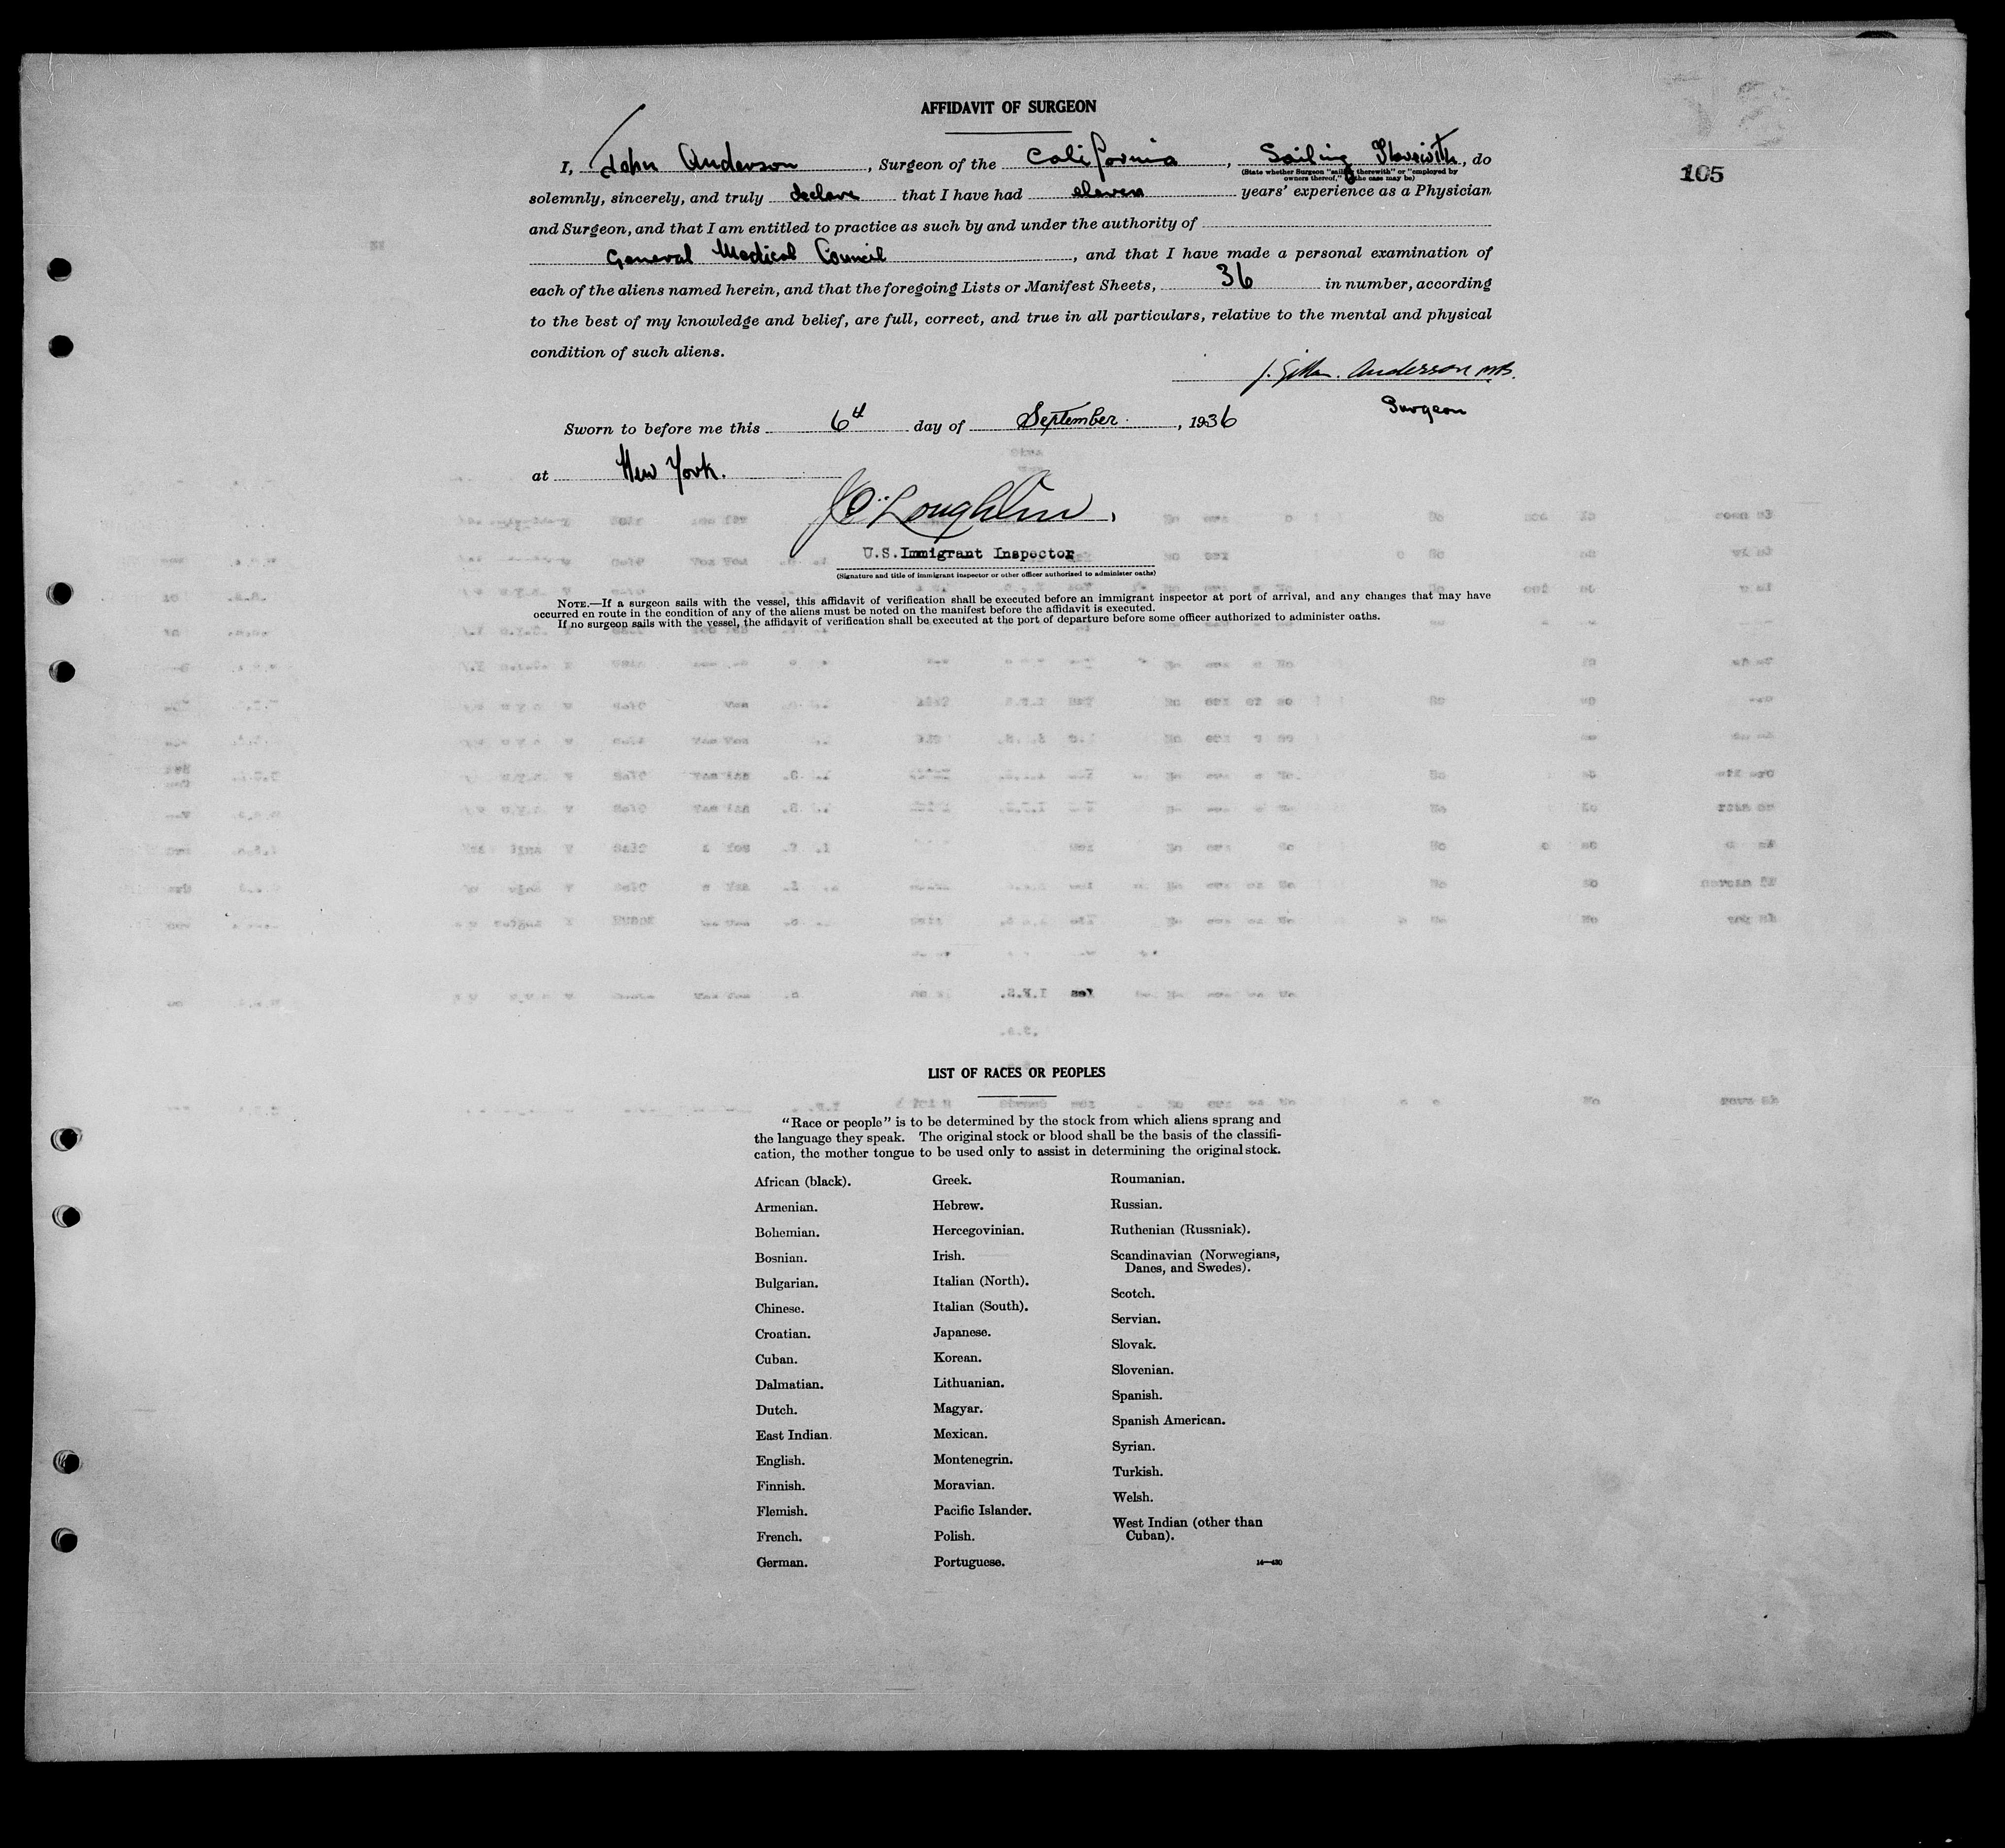 AFFIDAVIT OF SURGEON
I, John Anderson, Surgeon of the California, Sailing Therewith, do
(State whether Surgeon "sailing therewith" or "employed by
owners thereof," as the case may be)
105
solemnly, sincerely, and truly declare that I have had eleven years' experience as a Physician
and Surgeon, and that I am entitled to practice as such by and under the authority of
General Medical Council, and that I have made a personal examination of
each of the aliens named herein, and that the foregoing Lists or Manifest Sheets, 36 in number, according
to the best of my knowledge and belief, are full, correct, and true in all particulars, relative to the mental and physical
condition of such aliens.
J. Anderson MB.
Surgeon
Sworn to before me this 6th day of September, 1936
at New York.
J O'Loughlin
U.S. Immigrant Inspector
(Signature and title of immigrant inspector or other officer authorized to administer oaths)
NOTE.—If a surgeon sails with the vessel, this affidavit of verification shall be executed before an immigrant inspector at port of arrival, and any changes that may have
occurred en route in the condition of any of the aliens must be noted on the manifest before the affidavit is executed.
If no surgeon sails with the vessel, the affidavit of verification shall be executed at the port of departure before some officer authorized to administer oaths.
LIST OF RACES OR PEOPLES
"Race or people" is to be determined by the stock from which aliens sprang and
the language they speak. The original stock or blood shall be the basis of the classifi-
cation, the mother tongue to be used only to assist in determining the original stock.
African (black).
Armenian.
Bohemian.
Bosnian.
Bulgarian.
Chinese.
Croatian.
Cuban.
Dalmatian.
Dutch.
East Indian.
English.
Finnish.
Flemish.
French.
German.
Greek.
Hebrew.
Hercegovinian.
Irish.
Italian (North).
Italian (South).
Japanese.
Korean.
Lithuanian.
Magyar.
Mexican.
Montenegrin.
Moravian.
Pacific Islander.
Polish.
Portuguese.
Roumanian.
Russian.
Ruthenian (Russniak).
Scandinavian (Norwegians,
Danes, and Swedes).
Scotch.
Servian.
Slovak.
Slovenian.
Spanish.
Spanish American.
Syrian.
Turkish.
Welsh.
West Indian (other than
Cuban).
14—430